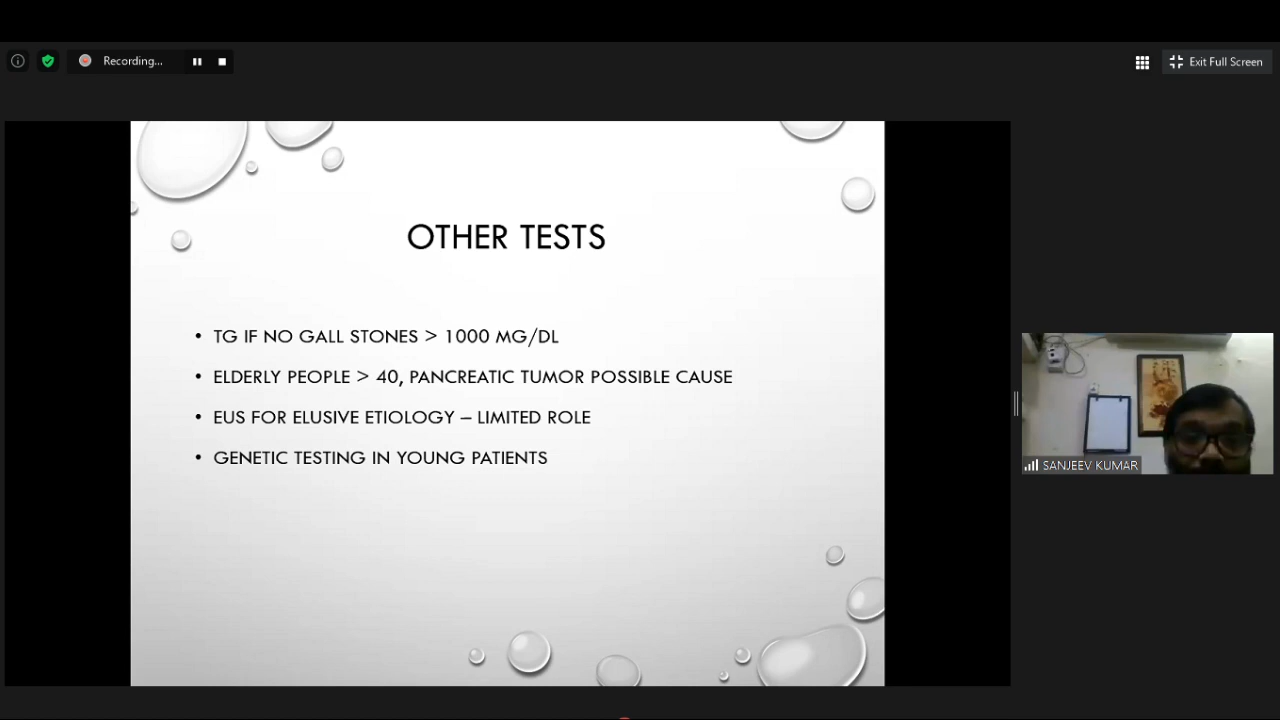 Recording...
Exit Full Screen
OTHER TESTS
• TG IF NO GALL STONES > 1000 MG/DL
• ELDERLY PEOPLE > 40, PANCREATIC TUMOR POSSIBLE CAUSE
• EUS FOR ELUSIVE ETIOLOGY – LIMITED ROLE
• GENETIC TESTING IN YOUNG PATIENTS
SANJEEV KUMAR